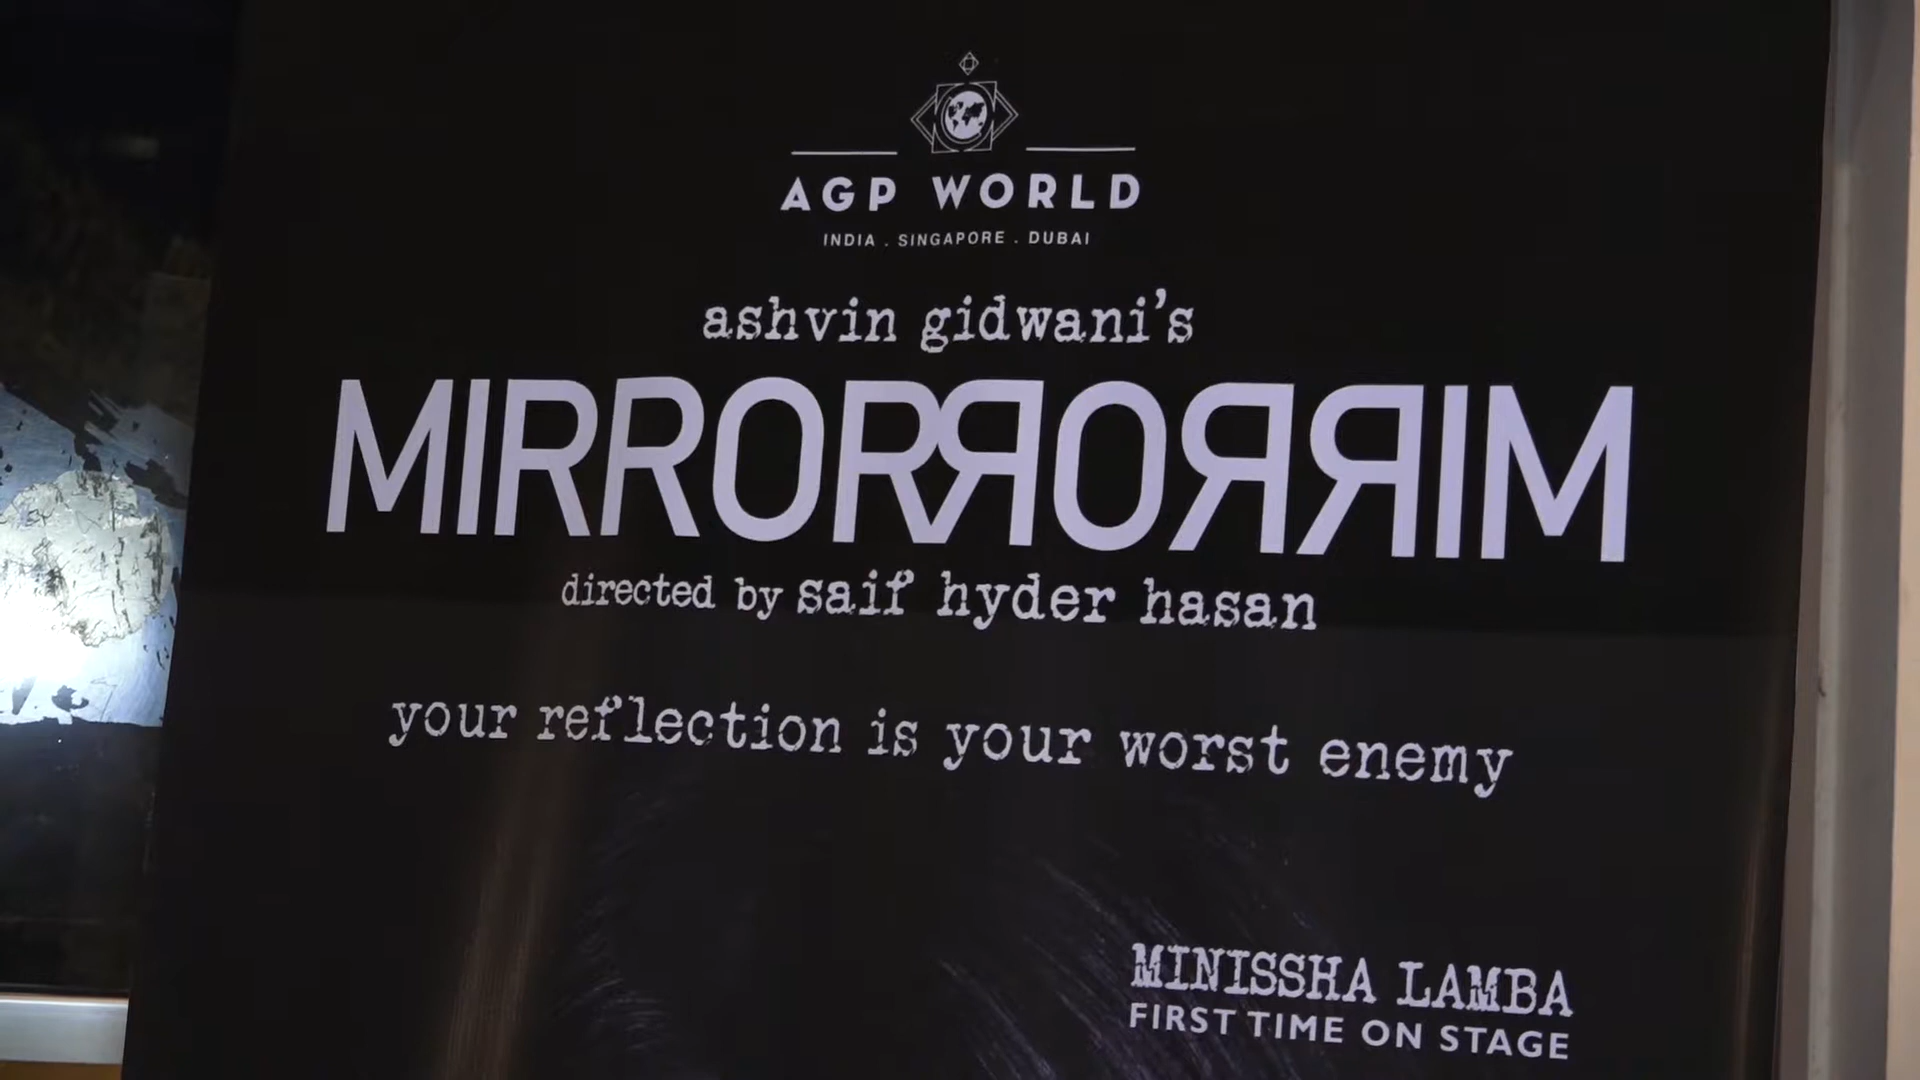 AGP WORLD
INDIA . SINGAPORE . DUBAI
ashvin gidwani's
MIRRORЯOЯЯIM
directed by saif hyder hasan
your reflection is your worst enemy
MINISSHA LAMBA
FIRST TIME ON STAGE